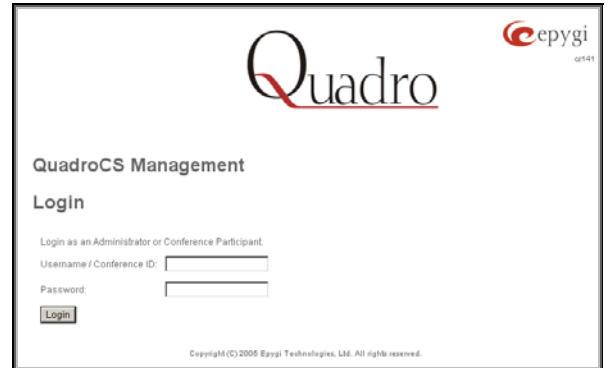 Quadro
epygi
QuadroCS Management
Login
Login as an Administrator or Conference Participant.
Username / Conference ID:
Password:
Login
Copyright (C) 2005 Epygi Technologies, Ltd. All rights reserved.